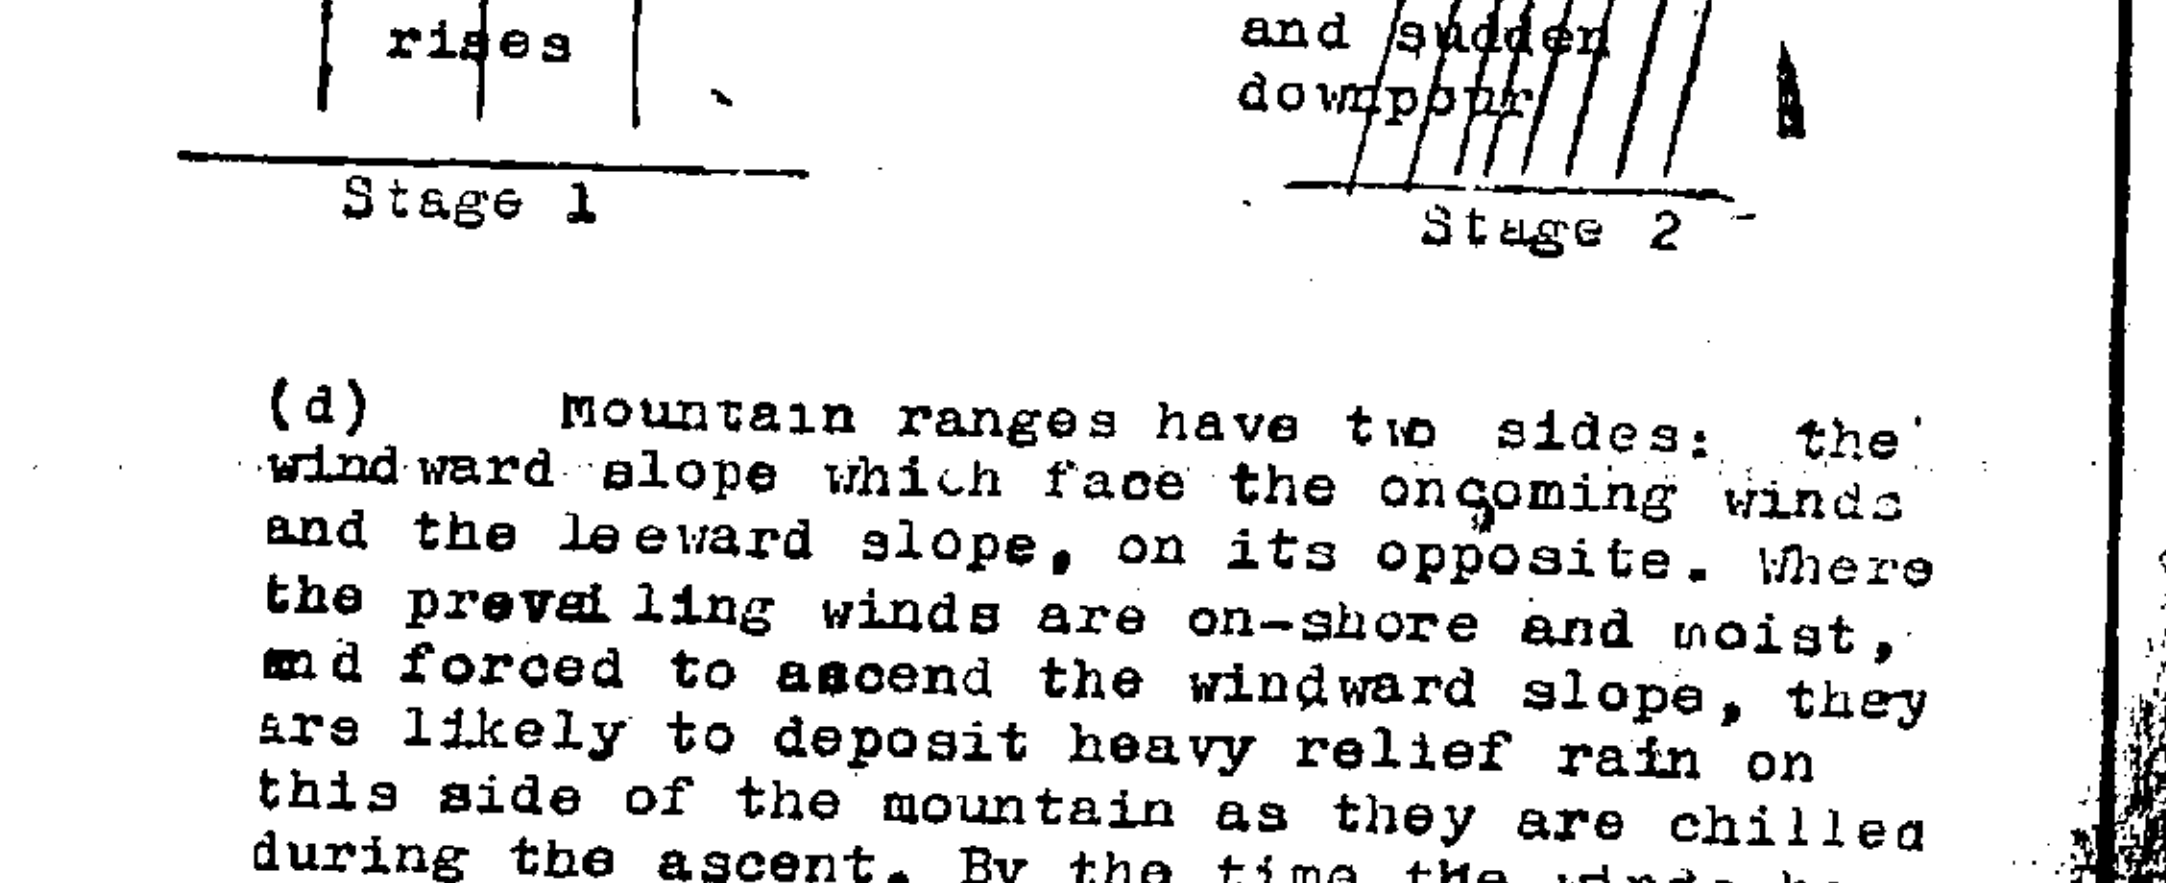 rises
and sudden
downpour
Stage 1
Stage 2
(d) Mountain ranges have two sides: the
windward slope which face the ongoming winds
and the leeward slope, on its opposite. Where
the prevailing winds are on-shore and moist,
and forced to ascend the windward slope, they
are likely to deposit heavy relief rain on
this side of the mountain as they are chilled
during the ascent. By the time the winds